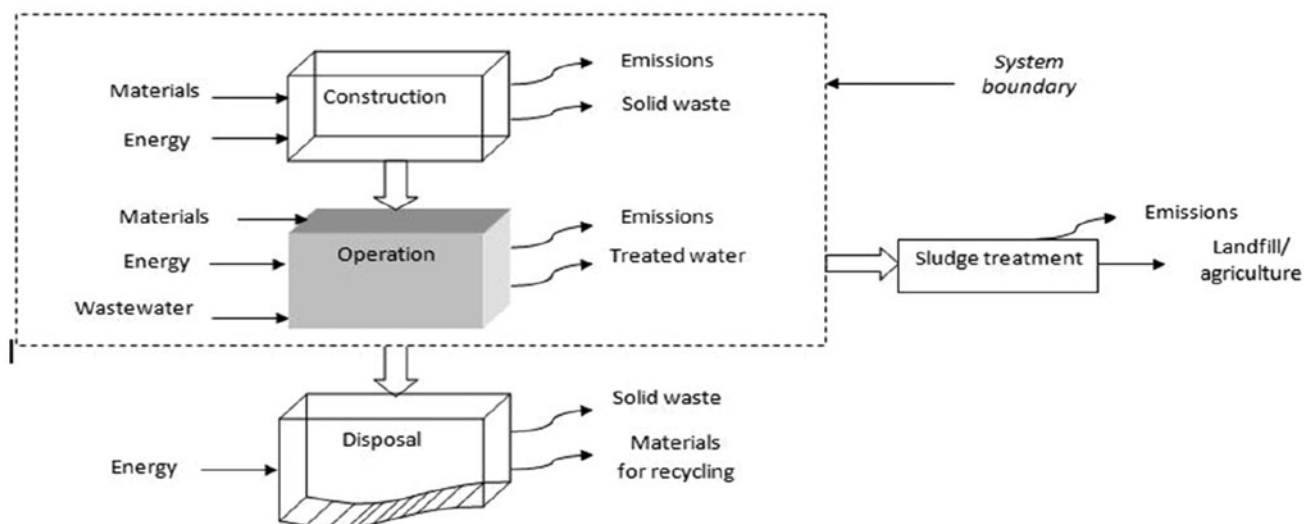 Materials
Energy
Construction
Emissions
Solid waste
System
boundary
Materials
Energy
Wastewater
Operation
Emissions
Treated water
Sludge treatment
Emissions
Landfill/
agriculture
Energy
Disposal
Solid waste
Materials
for recycling